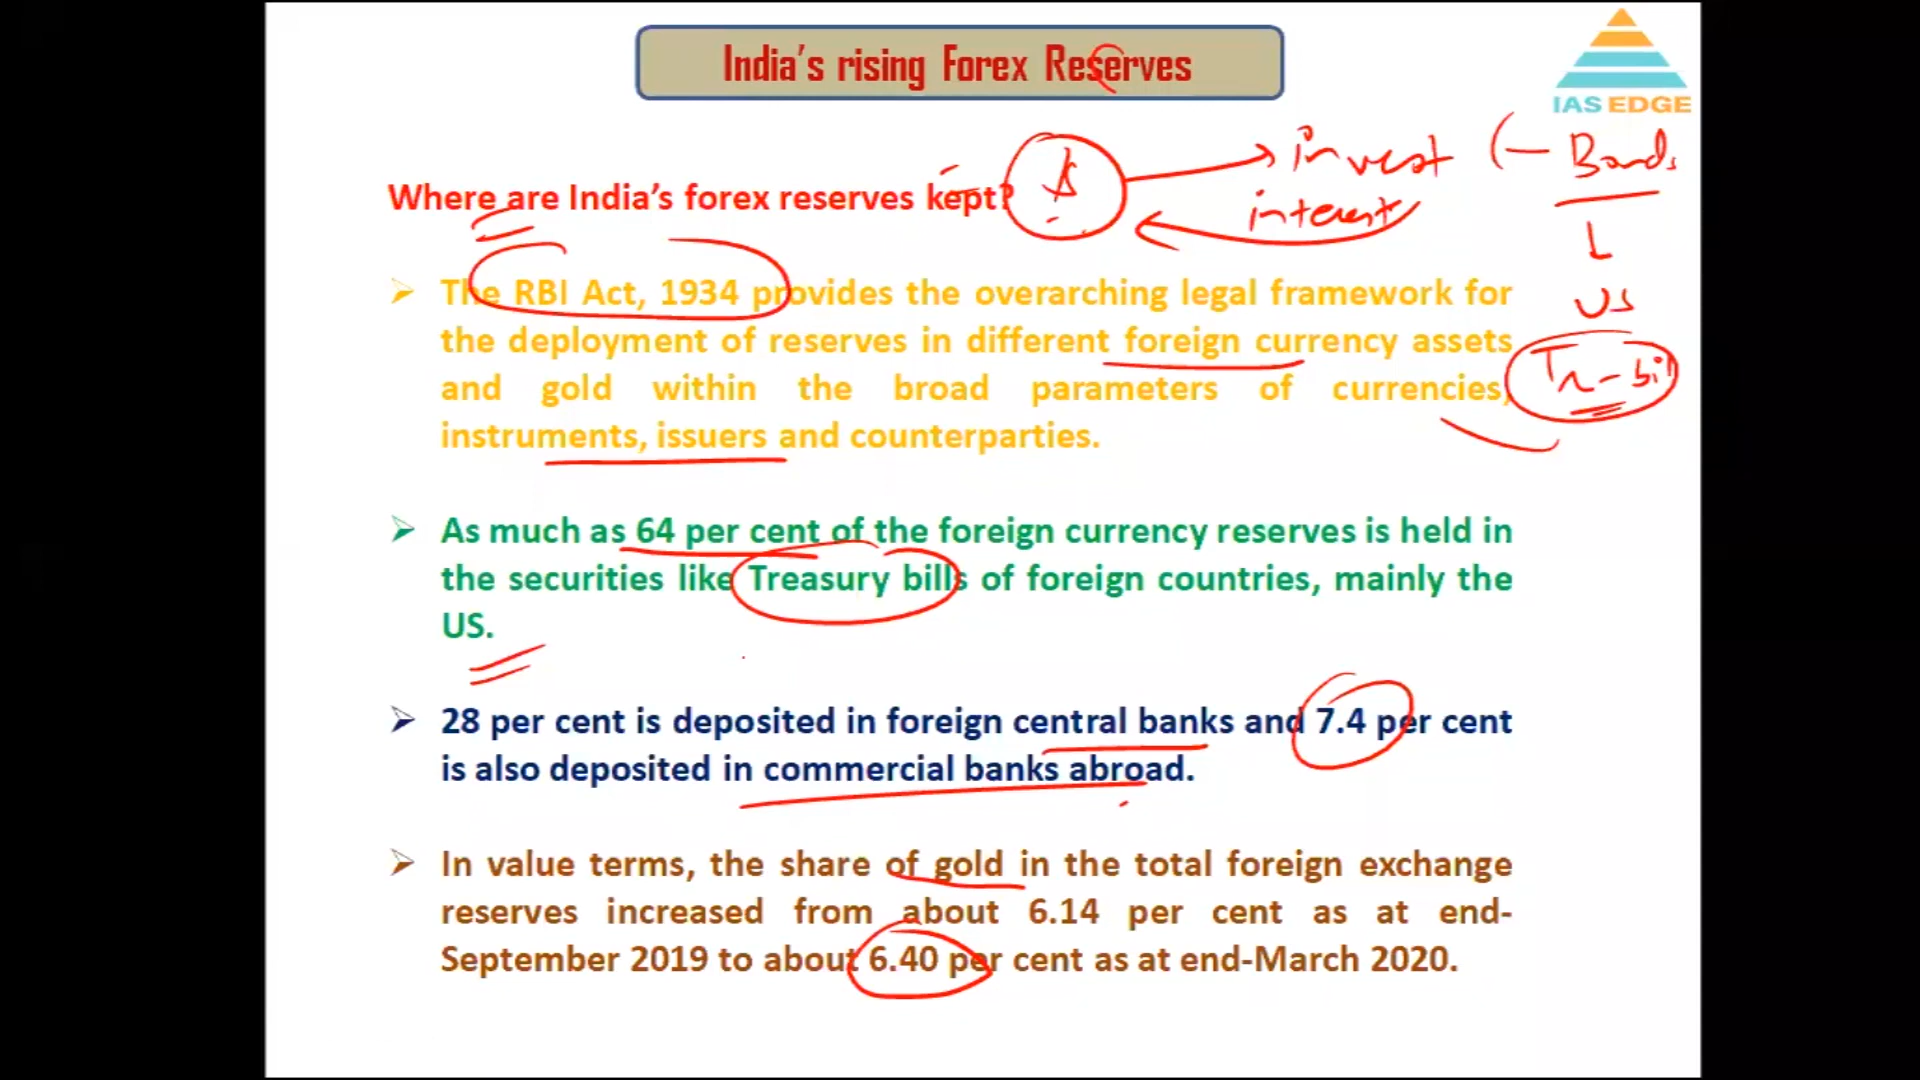 India's rising Forex Reserves
IAS EDGE
Where are India's forex reserves kept?
$ invest Bonds
interest
US
Tr-bill
➢ The RBI Act, 1934 provides the overarching legal framework for
the deployment of reserves in different foreign currency assets
and gold within the broad parameters of currencies,
instruments, issuers and counterparties.
➢ As much as 64 per cent of the foreign currency reserves is held in
the securities like Treasury bills of foreign countries, mainly the
US.
➢ 28 per cent is deposited in foreign central banks and 7.4 per cent
is also deposited in commercial banks abroad.
➢ In value terms, the share of gold in the total foreign exchange
reserves increased from about 6.14 per cent as at end-
September 2019 to about 6.40 per cent as at end-March 2020.